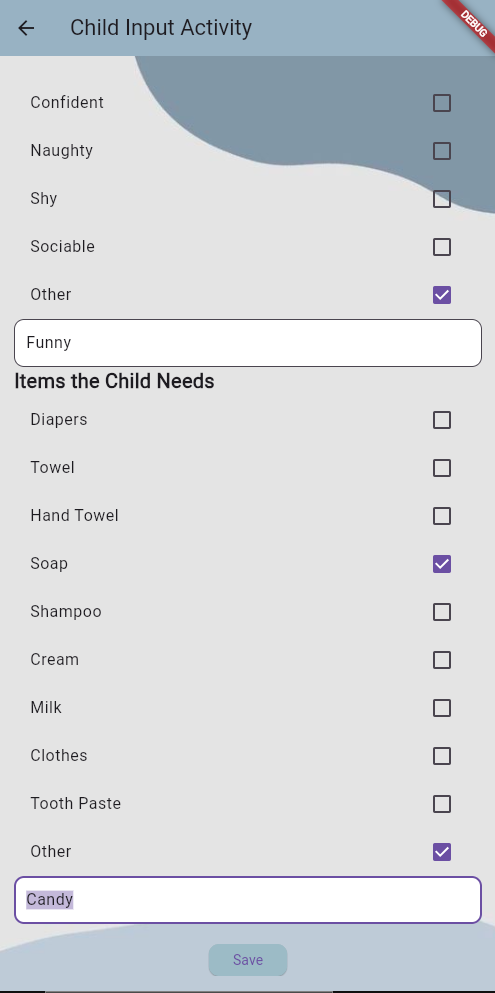 Child Input Activity
DEBUG
Confident
Naughty
Shy
Sociable
Other
Funny
Items the Child Needs
Diapers
Towel
Hand Towel
Soap
Shampoo
Cream
Milk
Clothes
Tooth Paste
Other
Candy
Save